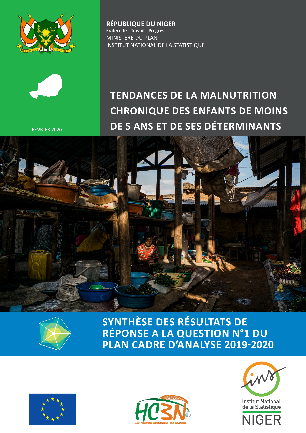 RÉPUBLIQUE DU NIGER
MINISTÈRE DU PLAN
INSTITUT NATIONAL DE LA STATISTIQUE
TENDANCES DE LA MALNUTRITION
CHRONIQUE DES ENFANTS DE MOINS
DE 5 ANS ET DE SES DÉTERMINANTS
SYNTHÈSE DES RÉSULTATS DE
RÉPONSE A LA QUESTION N°1 DU
PLAN CADRE D'ANALYSE 2019-2020
HC3N
ins
Institut National
de la Statistique
NIGER